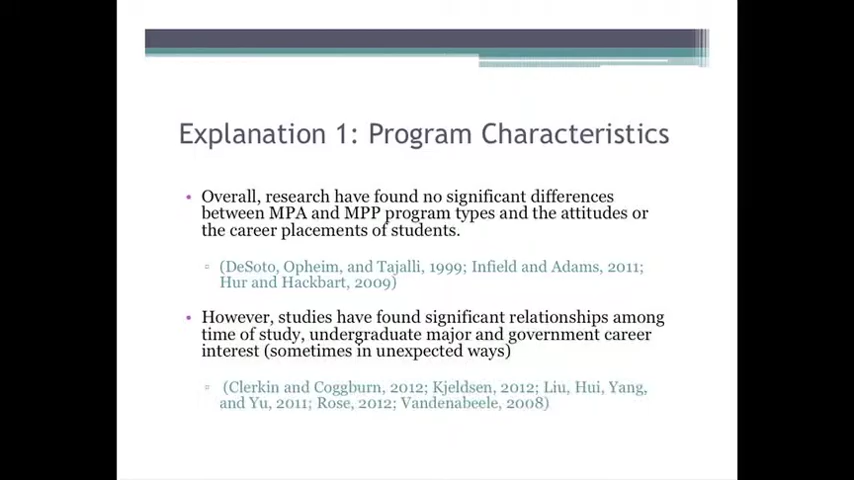 Explanation 1: Program Characteristics
• Overall, research have found no significant differences
between MPA and MPP program types and the attitudes or
the career placements of students.
▫ (DeSoto, Opheim, and Tajalli, 1999; Infield and Adams, 2011;
Hur and Hackbart, 2009)
• However, studies have found significant relationships among
time of study, undergraduate major and government career
interest (sometimes in unexpected ways)
▫ (Clerkin and Coggburn, 2012; Kjeldsen, 2012; Liu, Hui, Yang,
and Yu, 2011; Rose, 2012; Vandenabeele, 2008)